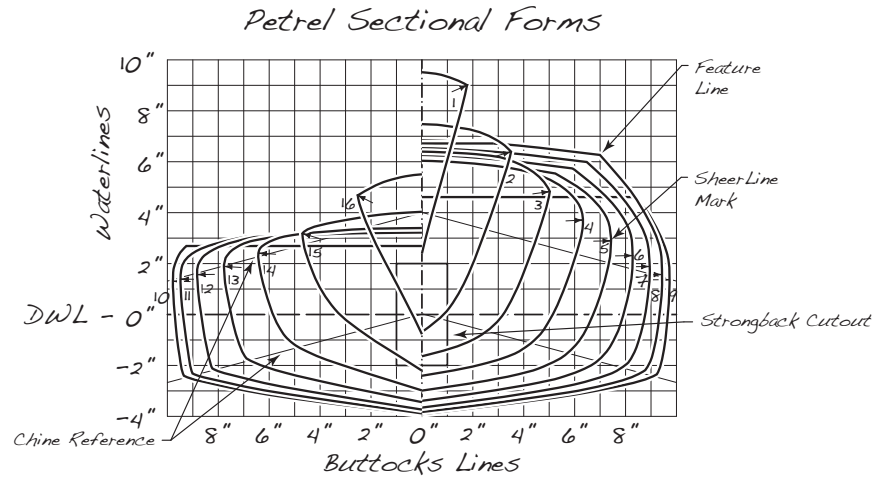 Petrel Sectional Forms
10"
8"
6"
4"
2"
DWL - 0"
-2"
-4"
Waterlines
Feature
Line
SheerLine
Mark
Strongback Cutout
Chine Reference
1
2
3
4
5
6
7
8
9
10
11
12
13
14
15
16
8" 6" 4" 2" 0" 2" 4" 6" 8"
Buttocks Lines